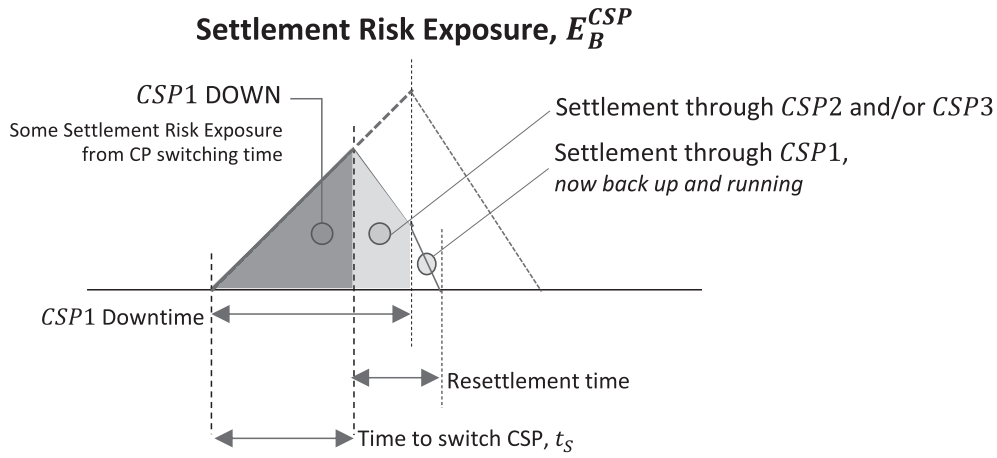 Settlement Risk Exposure, E_B^CSP
CSP1 DOWN
Some Settlement Risk Exposure
from CP switching time
Settlement through CSP2 and/or CSP3
Settlement through CSP1,
now back up and running
CSP1 Downtime
Resettlement time
Time to switch CSP, t_S